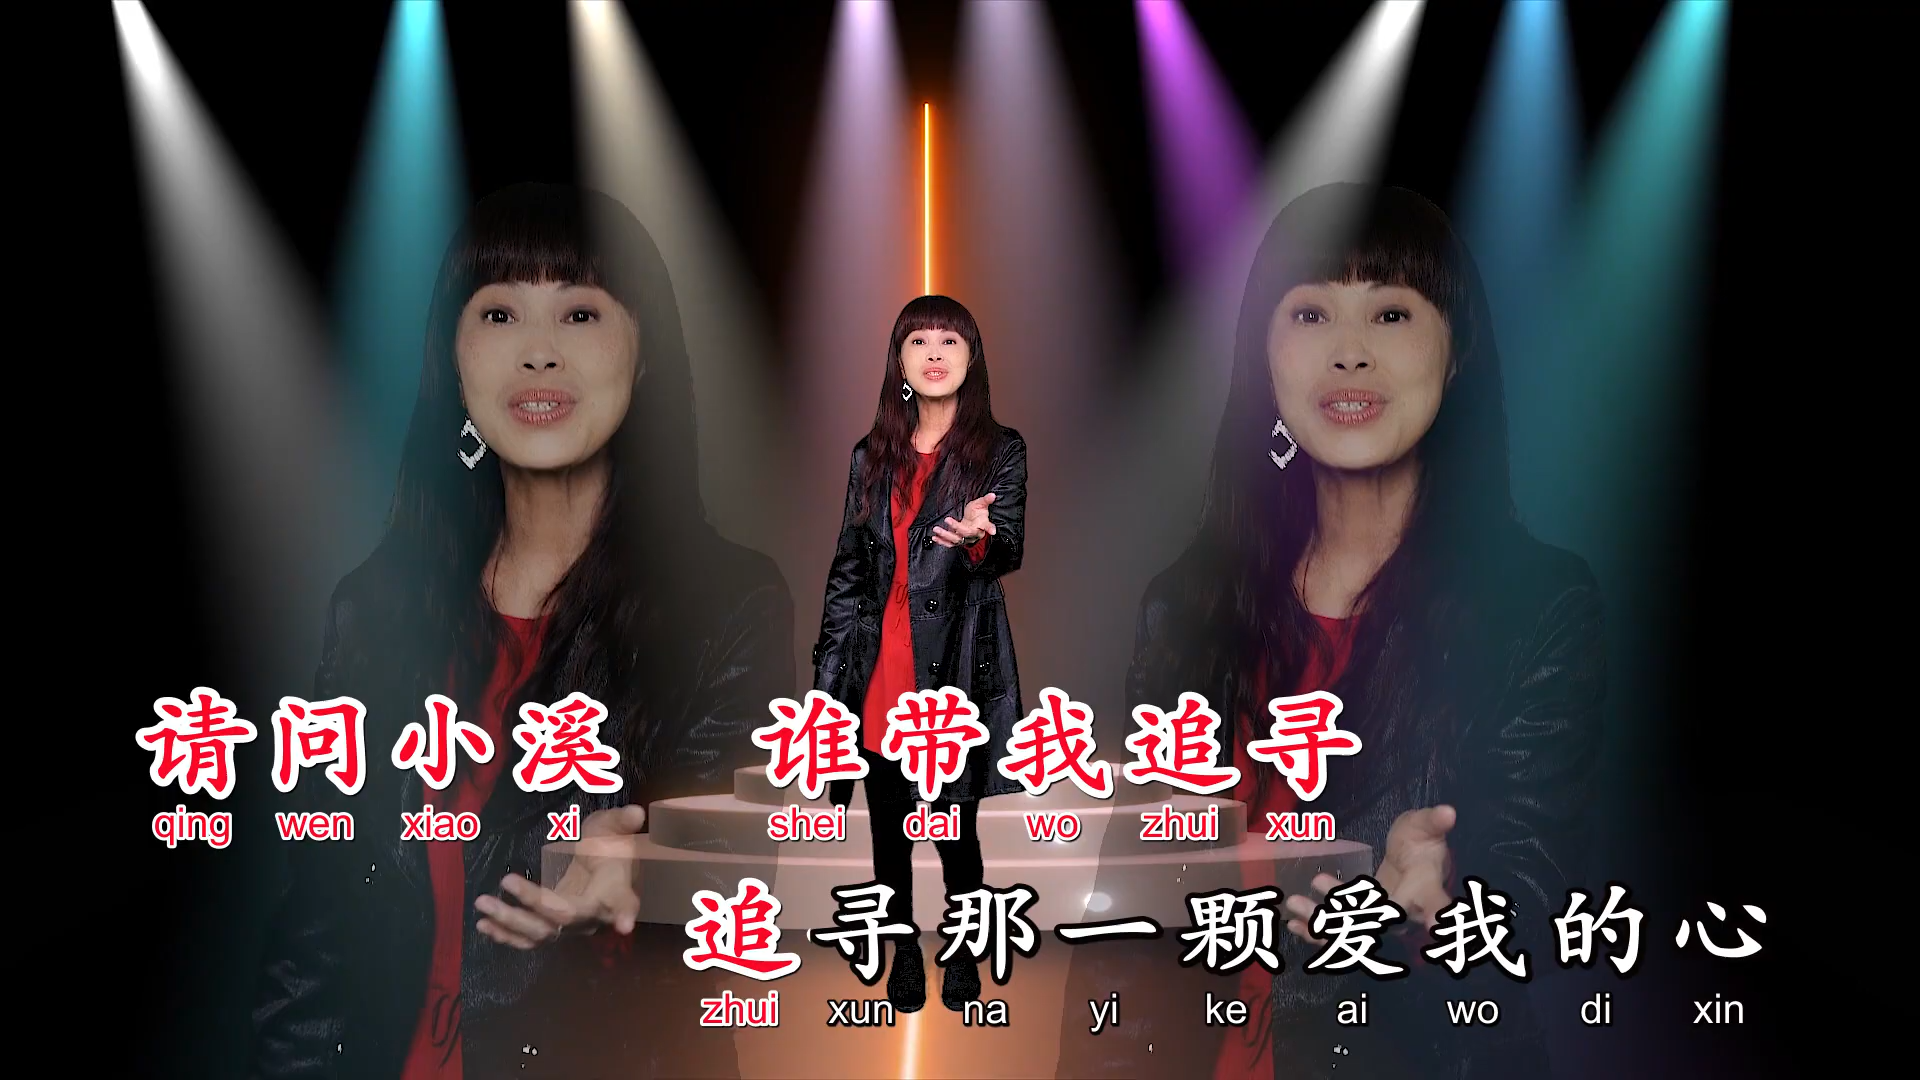 请问小溪 谁带我追寻
qing wen xiao xi shei dai wo zhui xun
追寻那一颗爱我的心
zhui xun na yi ke ai wo di xin